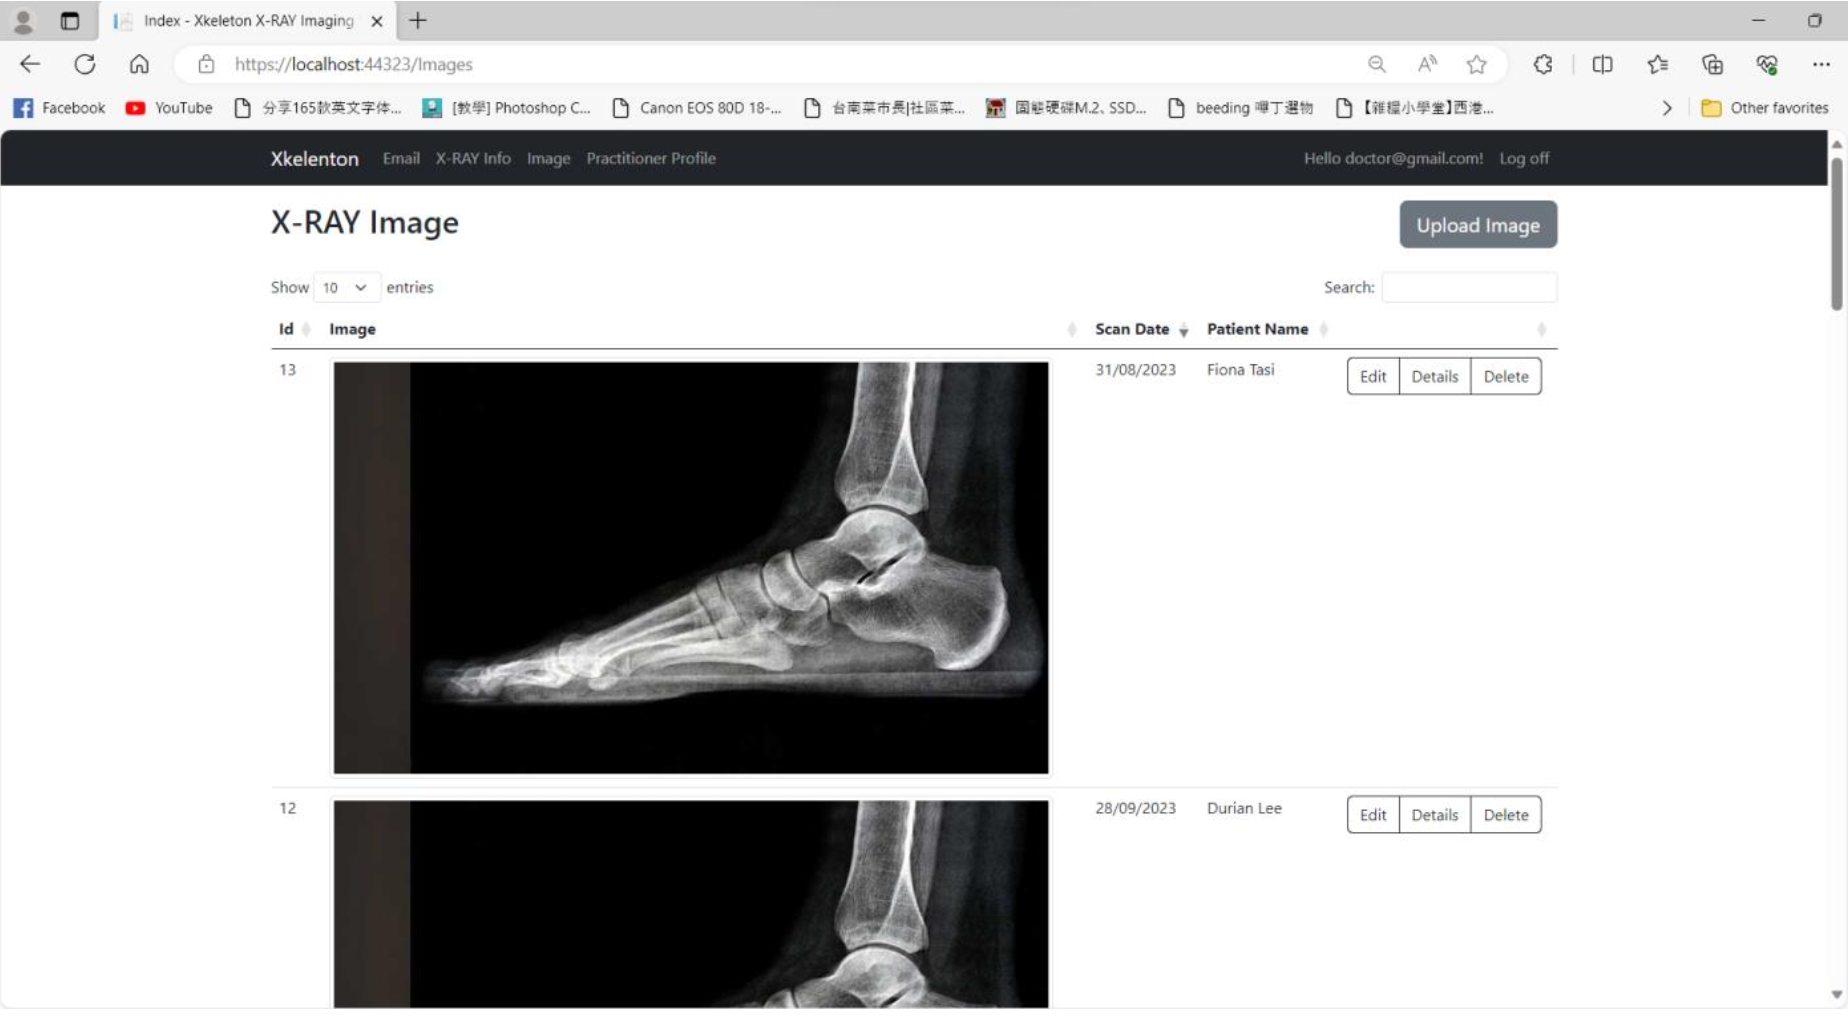 Index - Xkeleton X-RAY Imaging
https://localhost:44323/Images
Facebook YouTube 分享165款英文字体... [教學] Photoshop C... Canon EOS 80D 18-... 台南菜市長|社區菜... 固態硬碟M.2、SSD... beeding 嗶丁選物 【雜糧小學堂】西港... Other favorites
Xkelenton Email X-RAY Info Image Practitioner Profile Hello doctor@gmail.com! Log off
X-RAY Image Upload Image
Show 10 entries Search:
Id Image Scan Date Patient Name
13 31/08/2023 Fiona Tasi Edit Details Delete
12 28/09/2023 Durian Lee Edit Details Delete